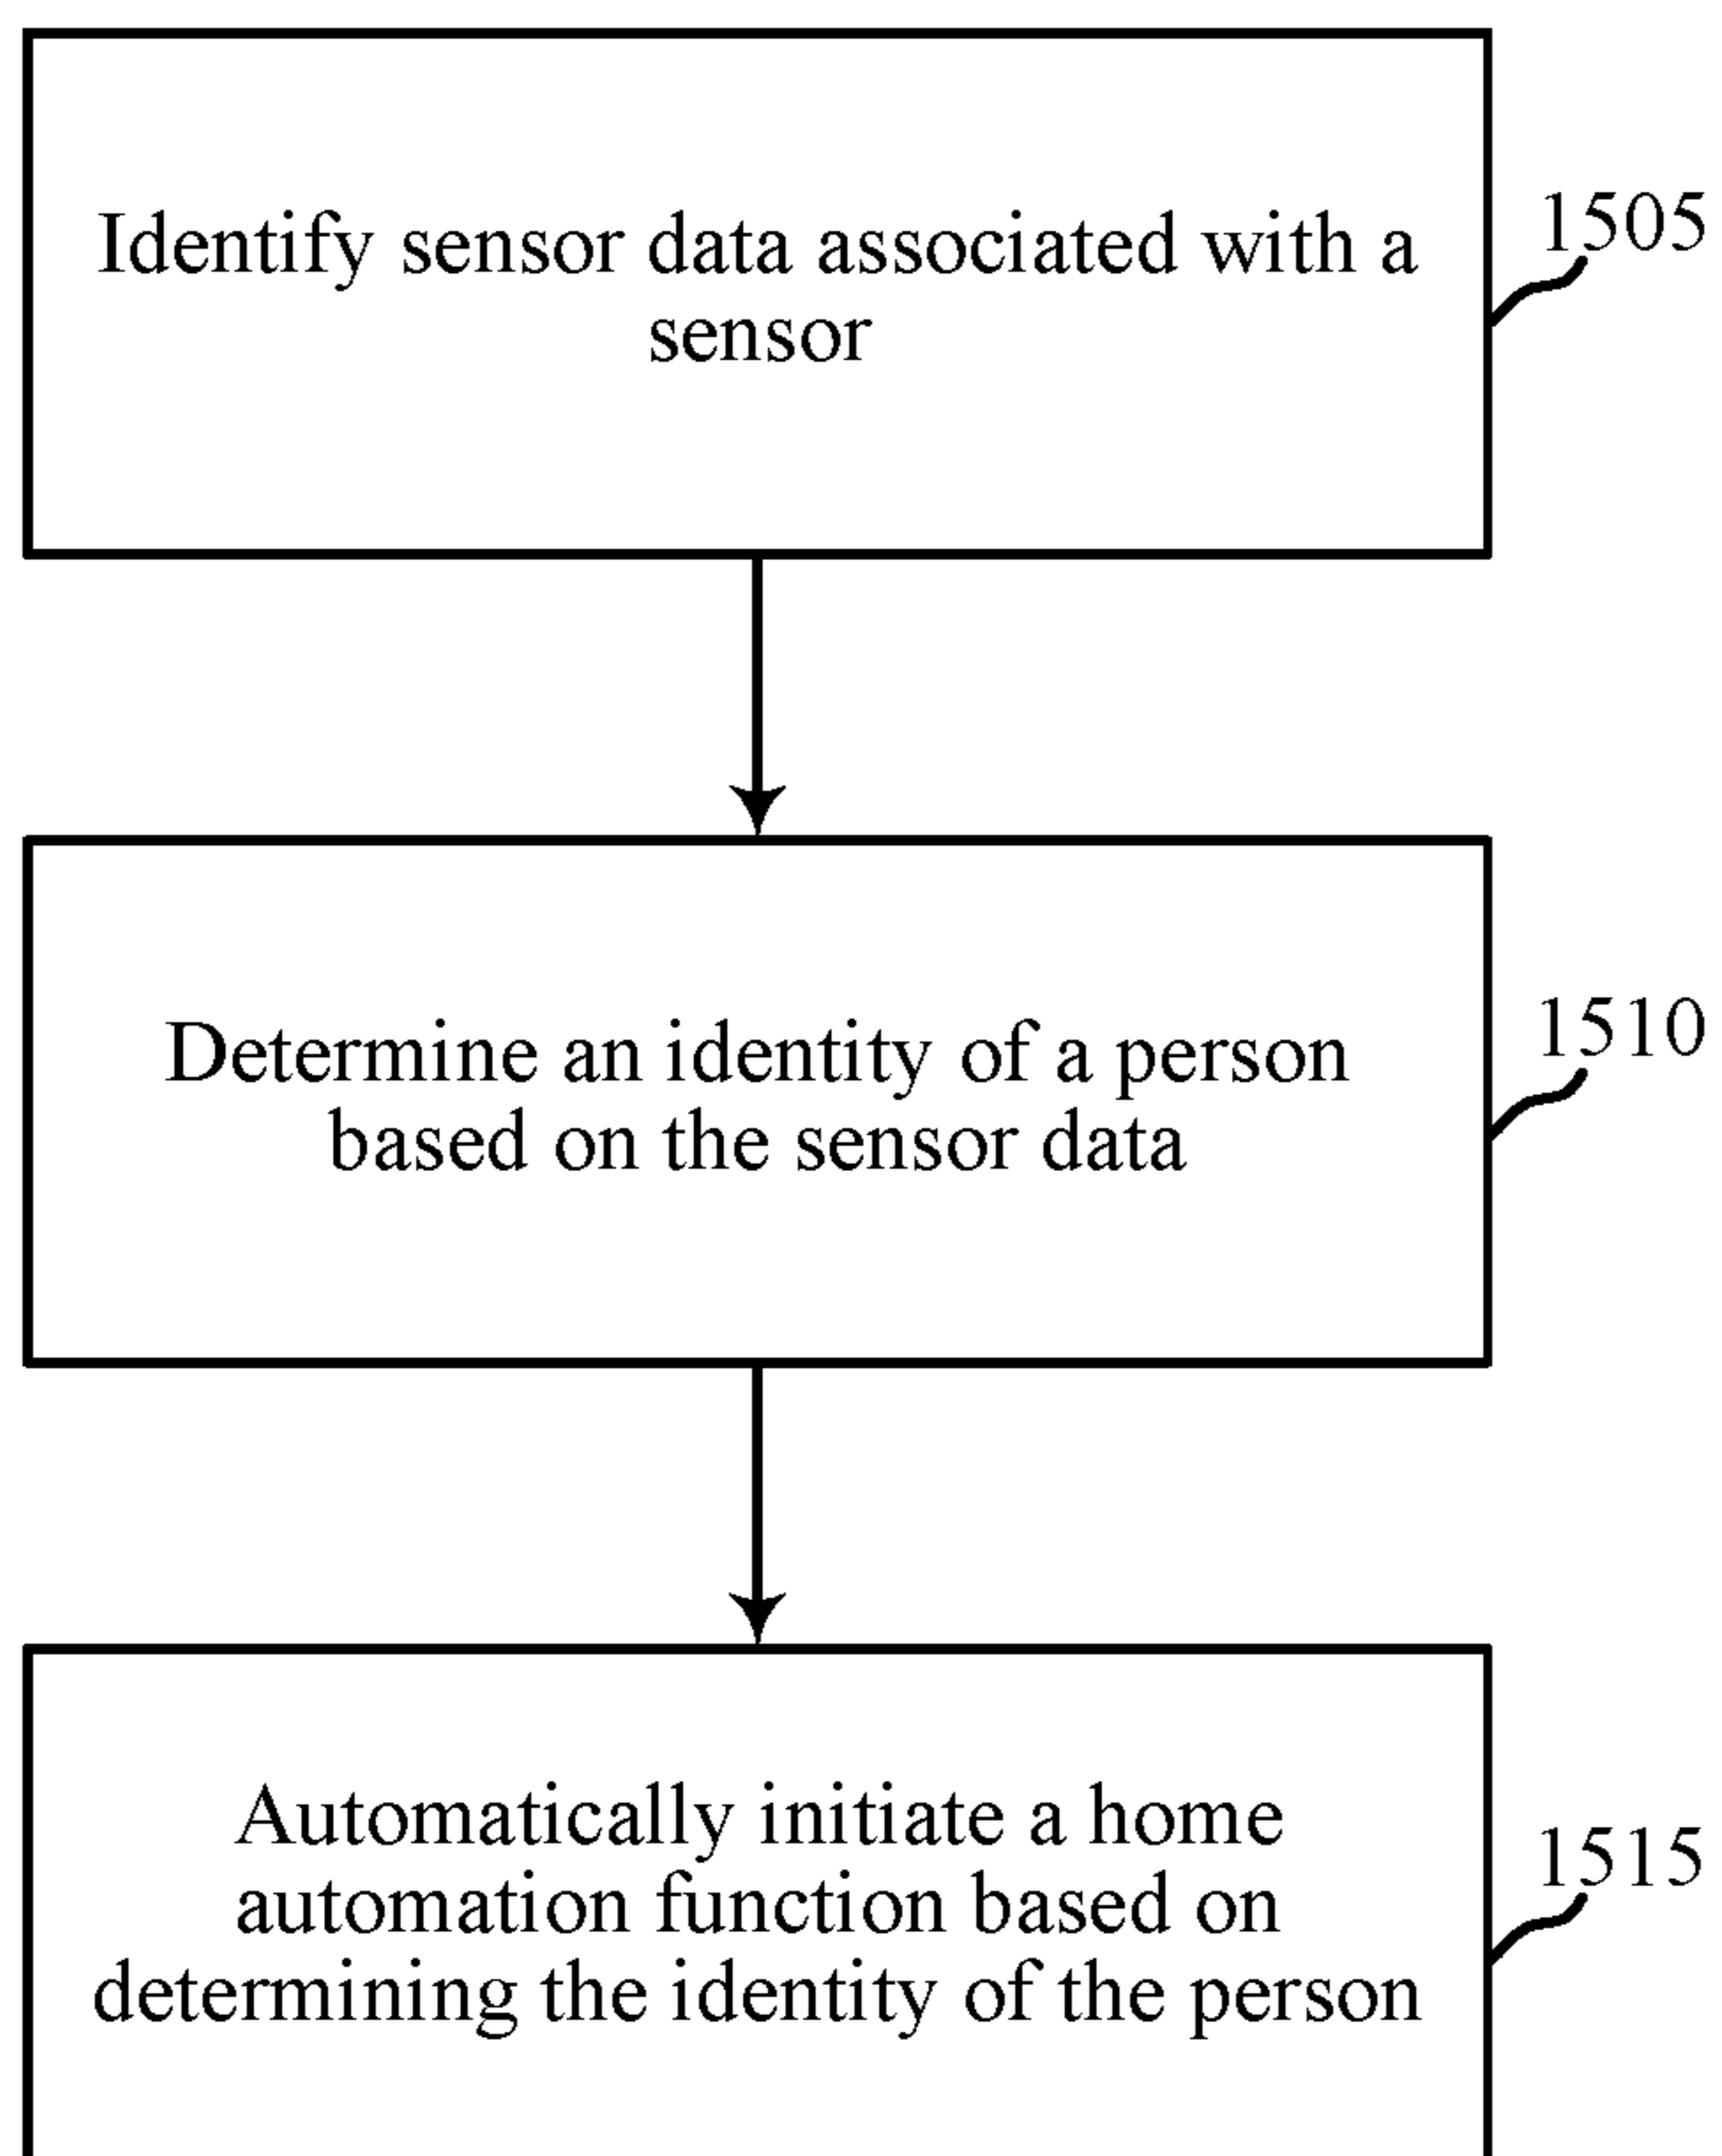 Identify sensor data associated with a
sensor
1505
Determine an identity of a person
based on the sensor data
1510
Automatically initiate a home
automation function based on
determining the identity of the person
1515